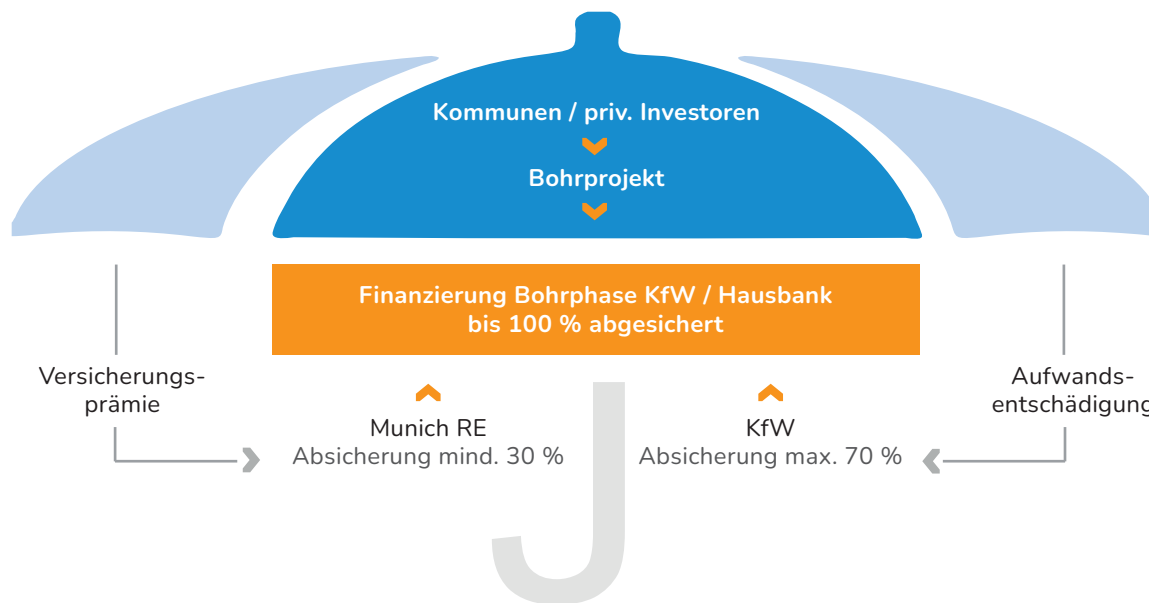 Kommunen / priv. Investoren
Bohrprojekt
Finanzierung Bohrphase KfW / Hausbank
bis 100 % abgesichert
Versicherungs-
prämie
Munich RE
Absicherung mind. 30 %
KfW
Absicherung max. 70 %
Aufwands-
entschädigung